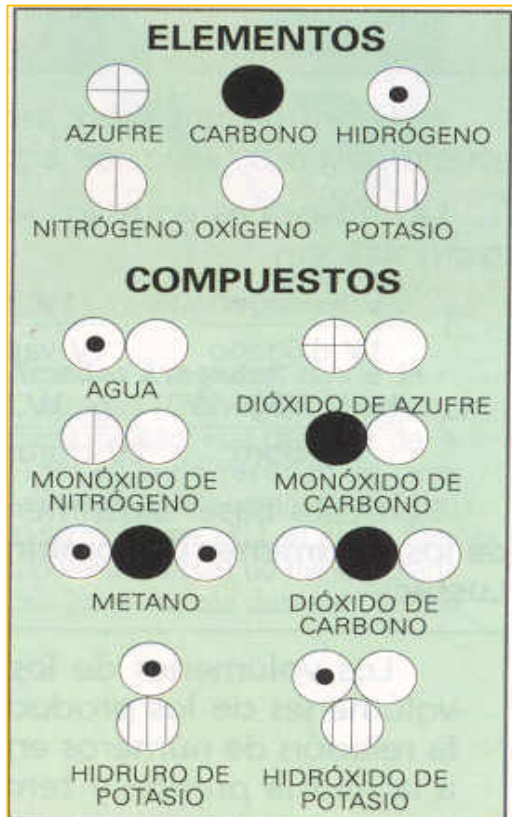 ELEMENTOS
AZUFRE CARBONO HIDRÓGENO
NITRÓGENO OXÍGENO POTASIO
COMPUESTOS
AGUA
DIÓXIDO DE AZUFRE
MONÓXIDO DE
NITRÓGENO
MONÓXIDO DE
CARBONO
METANO
DIÓXIDO DE
CARBONO
HIDRURO DE
POTASIO
HIDRÓXIDO DE
POTASIO